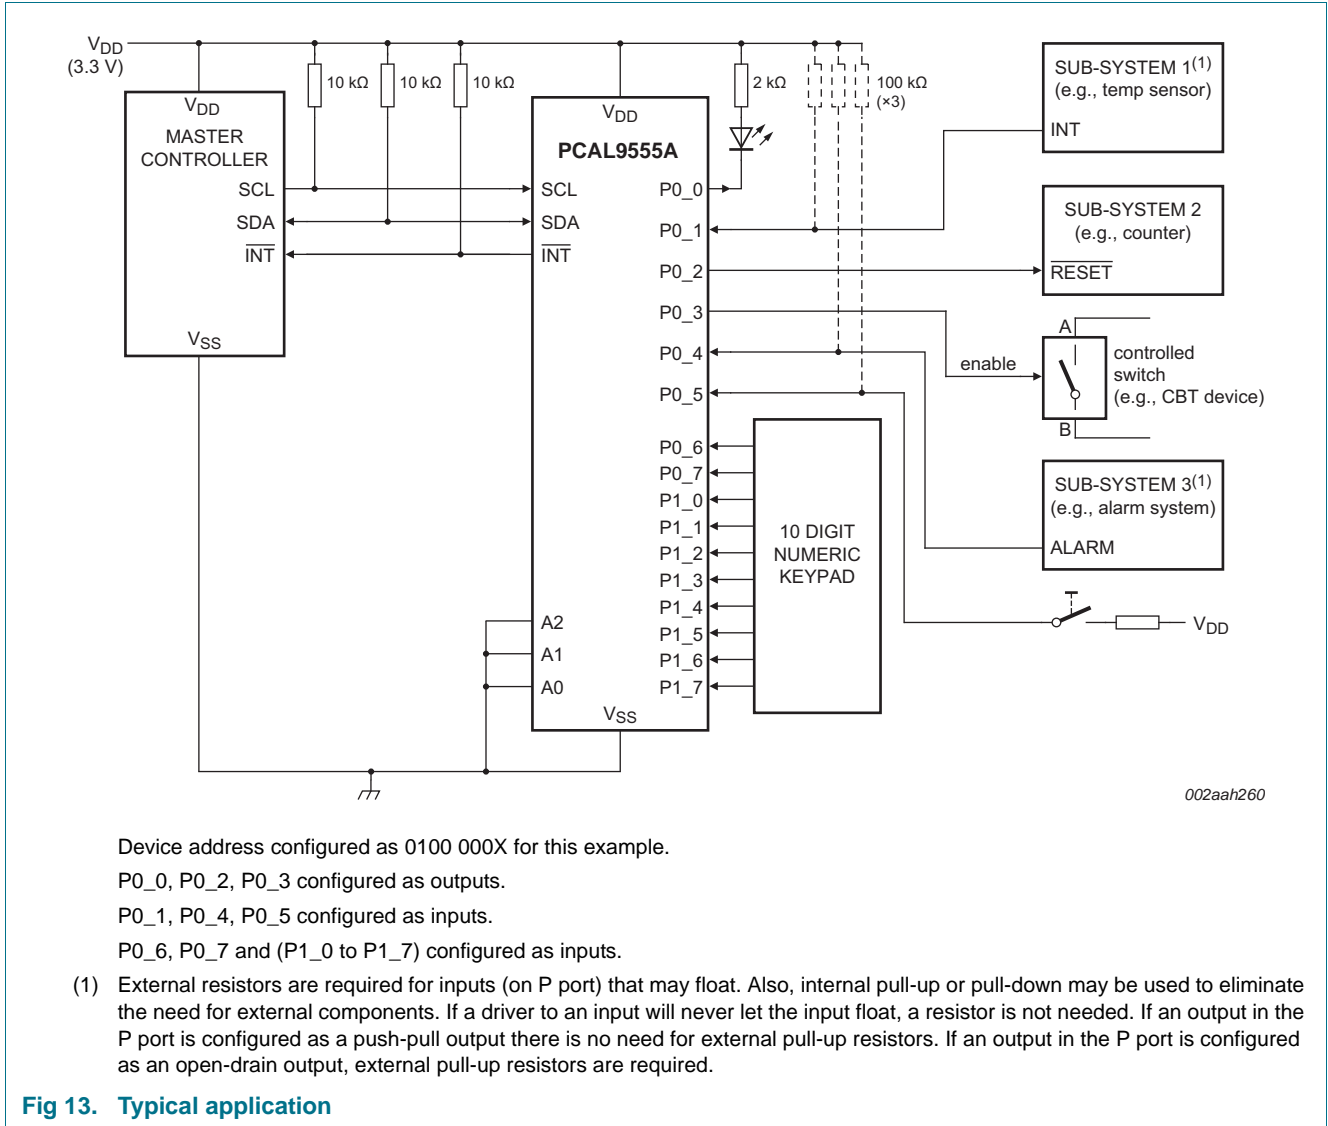 VDD
(3.3 V)
10 kΩ
10 kΩ
10 kΩ
2 kΩ
100 kΩ
(×3)
VDD
MASTER
CONTROLLER
SCL
SDA
INT
VSS
VDD
PCAL9555A
SCL
SDA
INT
A2
A1
A0
VSS
P0_0
P0_1
P0_2
P0_3
P0_4
P0_5
P0_6
P0_7
P1_0
P1_1
P1_2
P1_3
P1_4
P1_5
P1_6
P1_7
10 DIGIT
NUMERIC
KEYPAD
SUB-SYSTEM 1(1)
(e.g., temp sensor)
INT
SUB-SYSTEM 2
(e.g., counter)
RESET
A
enable
controlled
switch
(e.g., CBT device)
B
SUB-SYSTEM 3(1)
(e.g., alarm system)
ALARM
VDD
002aah260
Device address configured as 0100 000X for this example.
P0_0, P0_2, P0_3 configured as outputs.
P0_1, P0_4, P0_5 configured as inputs.
P0_6, P0_7 and (P1_0 to P1_7) configured as inputs.
(1) External resistors are required for inputs (on P port) that may float. Also, internal pull-up or pull-down may be used to eliminate
the need for external components. If a driver to an input will never let the input float, a resistor is not needed. If an output in the
P port is configured as a push-pull output there is no need for external pull-up resistors. If an output in the P port is configured
as an open-drain output, external pull-up resistors are required.
Fig 13. Typical application